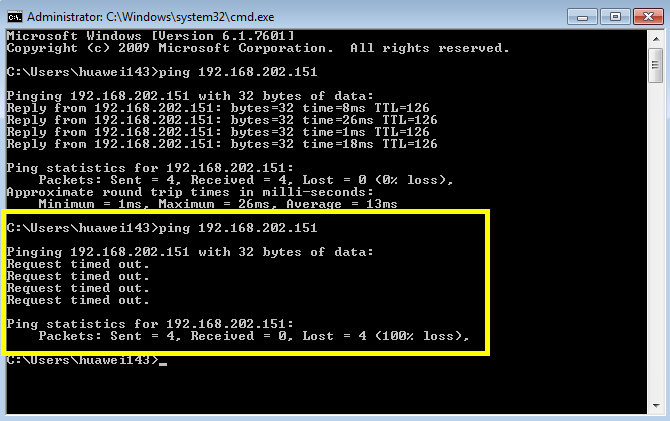 Administrator: C:\Windows\system32\cmd.exe
Microsoft Windows [Version 6.1.7601]
Copyright (c) 2009 Microsoft Corporation.  All rights reserved.
C:\Users\huawei143>ping 192.168.202.151
Pinging 192.168.202.151 with 32 bytes of data:
Reply from 192.168.202.151: bytes=32 time=8ms TTL=126
Reply from 192.168.202.151: bytes=32 time=26ms TTL=126
Reply from 192.168.202.151: bytes=32 time=1ms TTL=126
Reply from 192.168.202.151: bytes=32 time=18ms TTL=126
Ping statistics for 192.168.202.151:
    Packets: Sent = 4, Received = 4, Lost = 0 (0% loss),
Approximate round trip times in milli-seconds:
    Minimum = 1ms, Maximum = 26ms, Average = 13ms
C:\Users\huawei143>ping 192.168.202.151
Pinging 192.168.202.151 with 32 bytes of data:
Request timed out.
Request timed out.
Request timed out.
Request timed out.
Ping statistics for 192.168.202.151:
    Packets: Sent = 4, Received = 0, Lost = 4 (100% loss),
C:\Users\huawei143>_